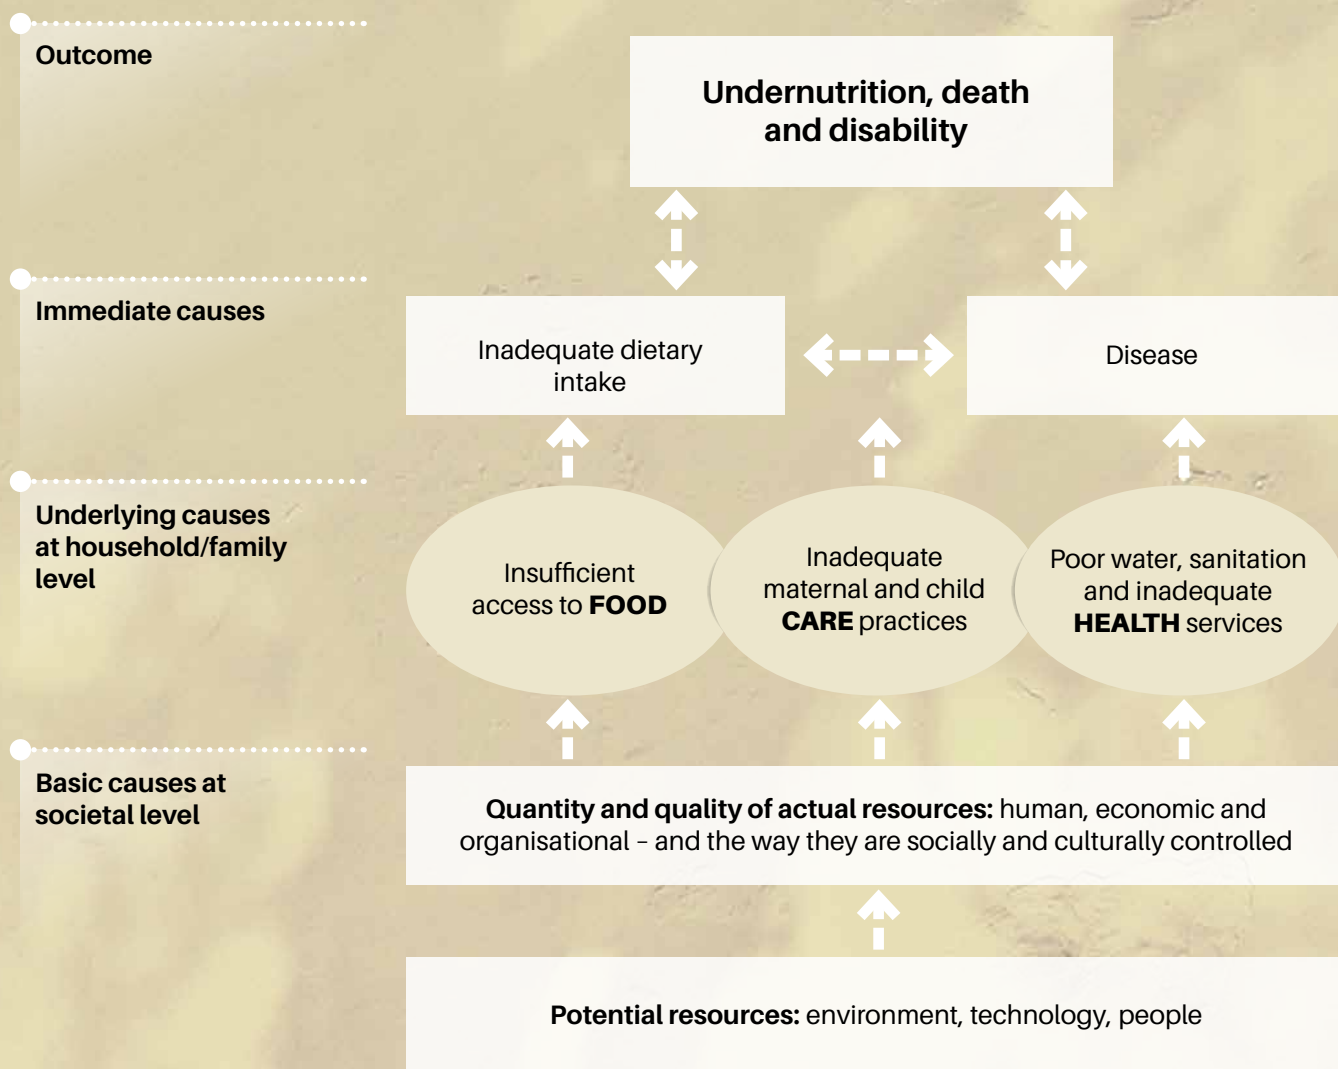 Outcome
Undernutrition, death
and disability
Immediate causes
Inadequate dietary
intake
Disease
Underlying causes
at household/family
level
Insufficient
access to FOOD
Inadequate
maternal and child
CARE practices
Poor water, sanitation
and inadequate
HEALTH services
Basic causes at
societal level
Quantity and quality of actual resources: human, economic and
organisational – and the way they are socially and culturally controlled
Potential resources: environment, technology, people